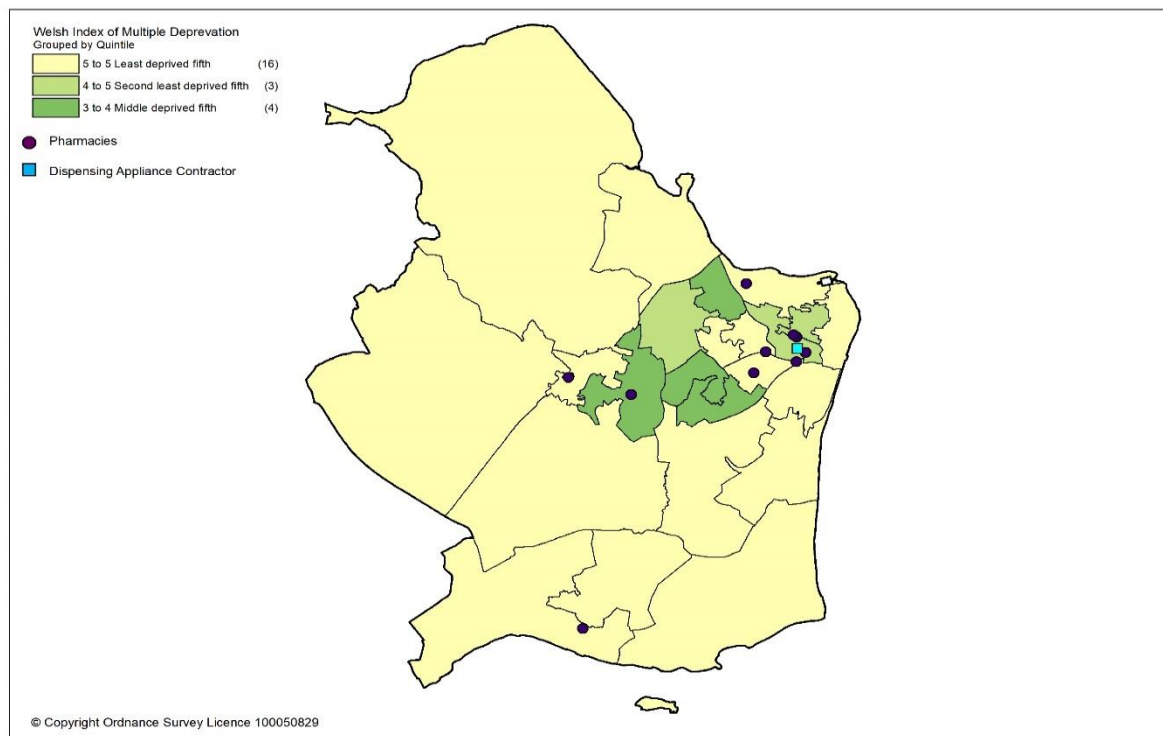 Welsh Index of Multiple Deprevation
Grouped by Quintile
5 to 5 Least deprived fifth (16)
4 to 5 Second least deprived fifth (3)
3 to 4 Middle deprived fifth (4)
Pharmacies
Dispensing Appliance Contractor
© Copyright Ordnance Survey Licence 100050829